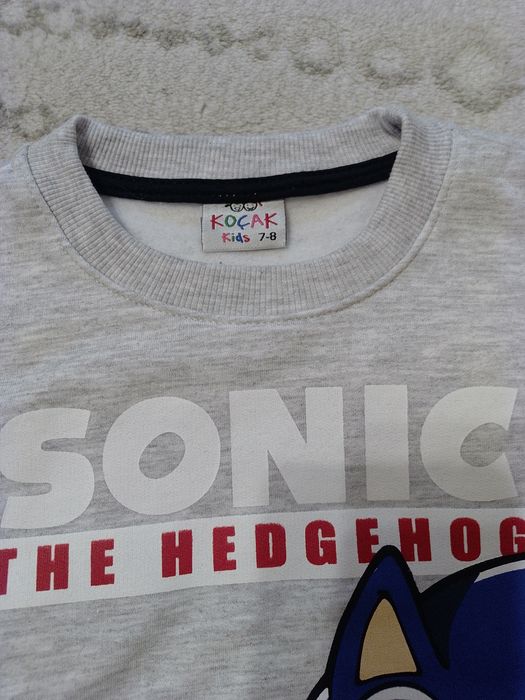 KOÇAK
Kids 7-8
SONIC
THE HEDGEHOG